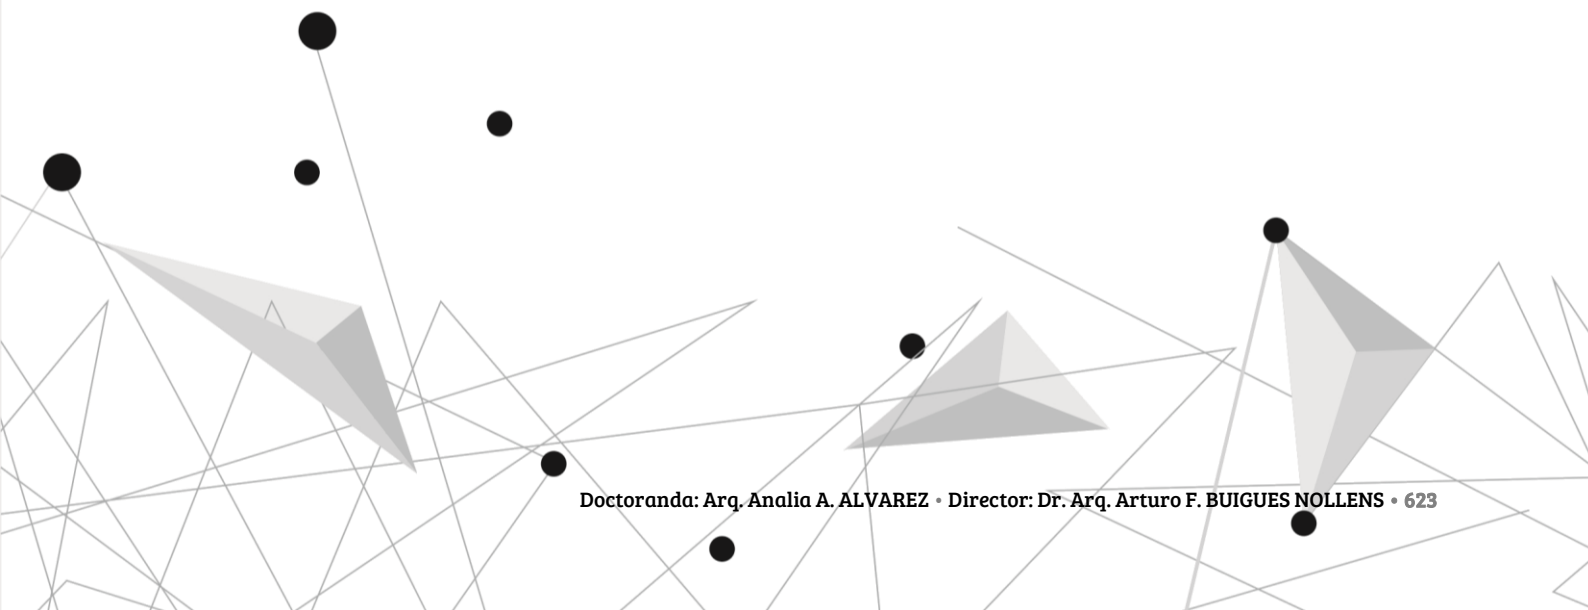 Doctoranda: Arq. Analia A. ALVAREZ • Director: Dr. Arq. Arturo F. BUIGUES NOLLENS • 623